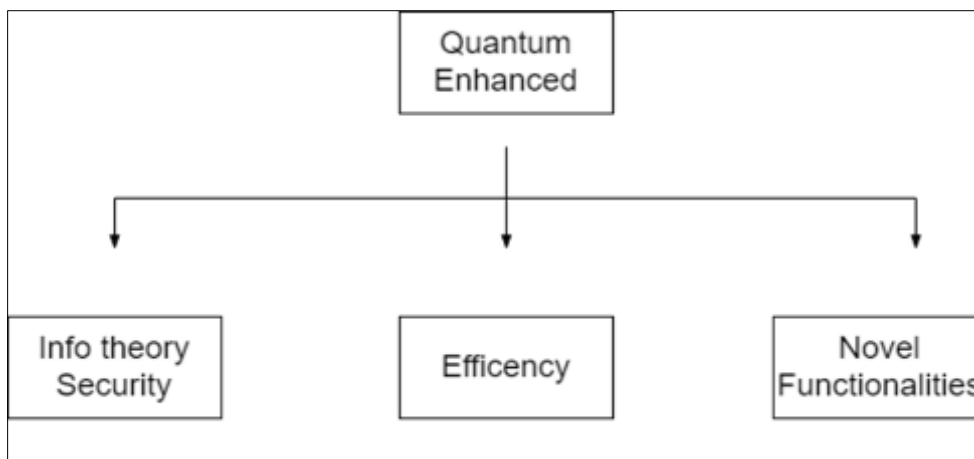 Quantum
Enhanced
Info theory
Security
Efficency
Novel
Functionalities